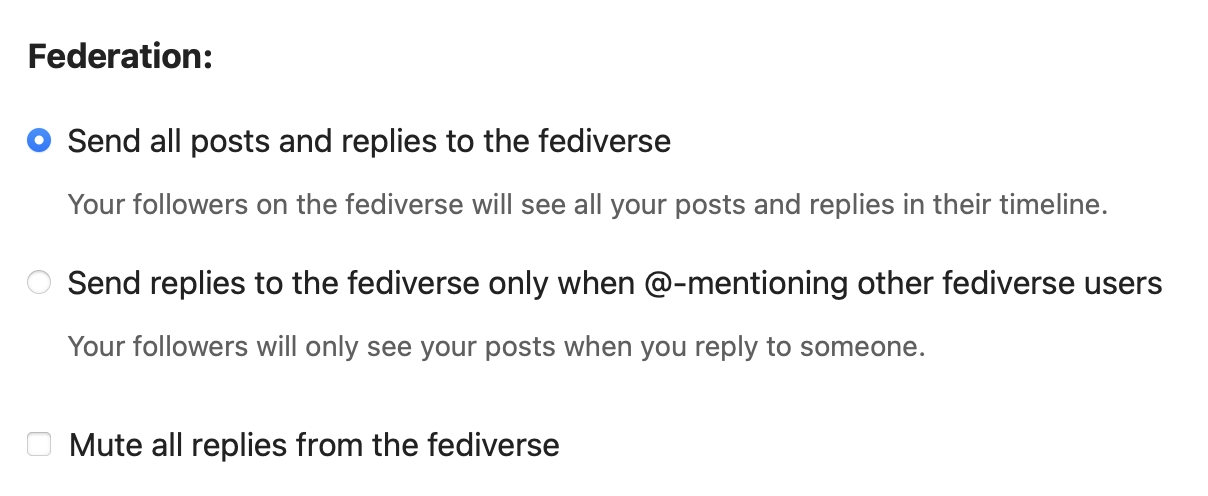 Federation:
Send all posts and replies to the fediverse
Your followers on the fediverse will see all your posts and replies in their timeline.
Send replies to the fediverse only when @-mentioning other fediverse users
Your followers will only see your posts when you reply to someone.
Mute all replies from the fediverse